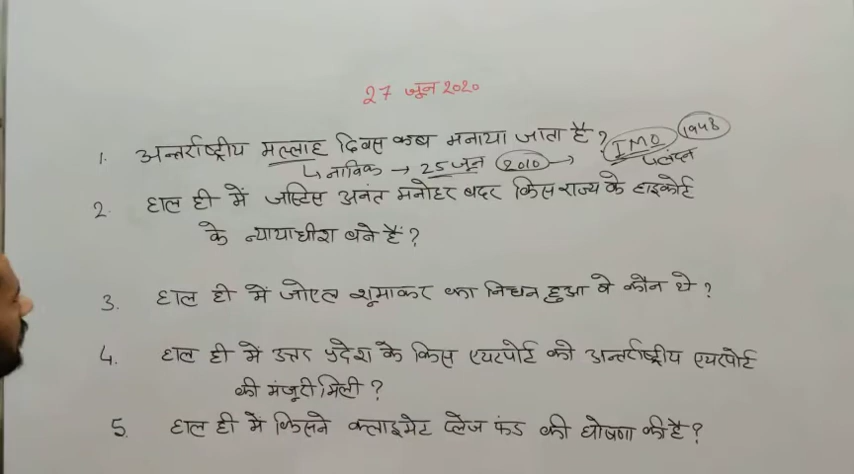 27 जून 2020
1. अन्तर्राष्ट्रीय मल्लाह दिवस कब मनाया जाता है? IMO 1948
↳ नाविक → 25 जून 2010 → लंदन
2. हाल ही में जस्टिस अनंत मनोहर बदर किस राज्य के हाइकोर्ट
के न्यायाधीश बने हैं?
3. हाल ही में जोएल शूमाकर का निधन हुआ वे कौन थे?
4. हाल ही में उत्तर प्रदेश के किस एयरपोर्ट को अन्तर्राष्ट्रीय एयरपोर्ट
की मंजूरी मिली?
5. हाल ही में किसने क्लाइमेट प्लेज फंड की घोषणा की है?